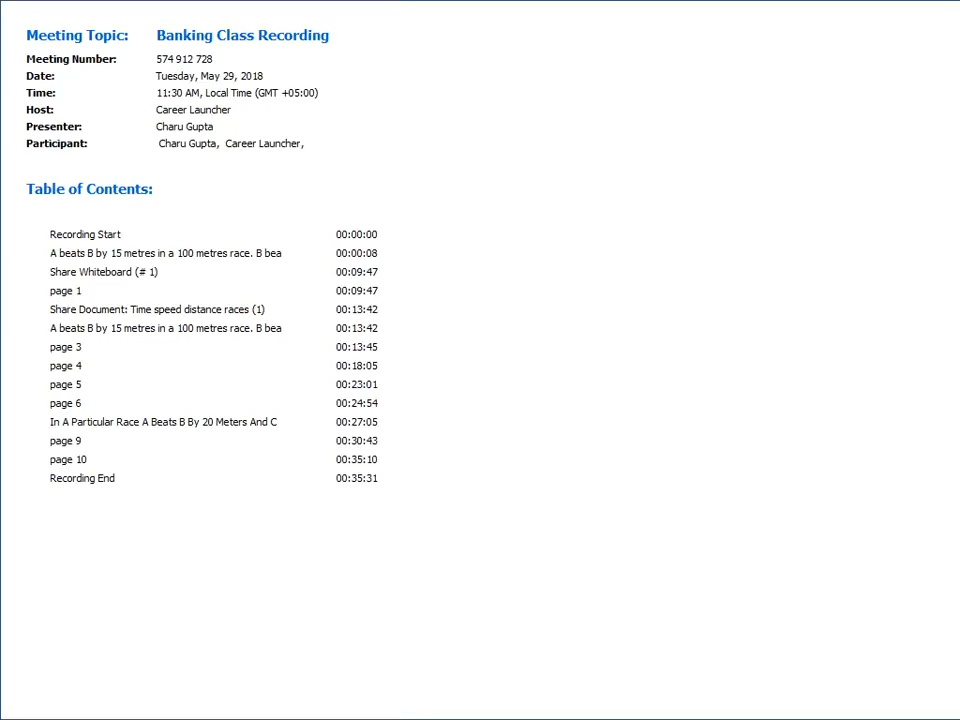 Meeting Topic: Banking Class Recording
Meeting Number: 574 912 728
Date: Tuesday, May 29, 2018
Time: 11:30 AM, Local Time (GMT +05:00)
Host: Career Launcher
Presenter: Charu Gupta
Participant: Charu Gupta, Career Launcher,
Table of Contents:
Recording Start 00:00:00
A beats B by 15 metres in a 100 metres race. B bea 00:00:08
Share Whiteboard (# 1) 00:09:47
page 1 00:09:47
Share Document: Time speed distance races (1) 00:13:42
A beats B by 15 metres in a 100 metres race. B bea 00:13:42
page 3 00:13:45
page 4 00:18:05
page 5 00:23:01
page 6 00:24:54
In A Particular Race A Beats B By 20 Meters And C 00:27:05
page 9 00:30:43
page 10 00:35:10
Recording End 00:35:31